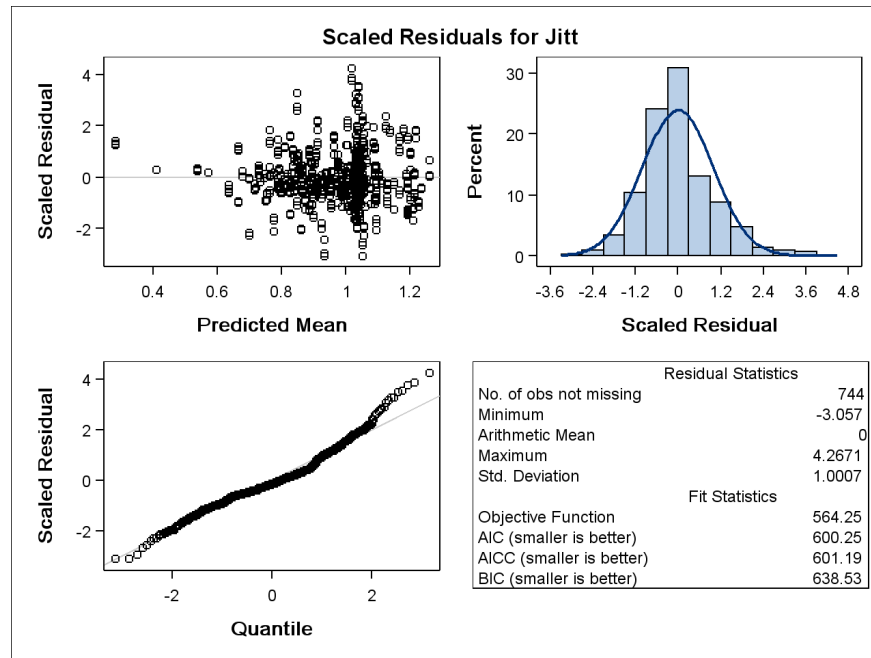 Scaled Residuals for Jitt
Scaled Residual
4
2
0
-2
0.4 0.6 0.8 1 1.2
Predicted Mean
Percent
30
20
10
0
-3.6 -2.4 -1.2 0 1.2 2.4 3.6 4.8
Scaled Residual
Scaled Residual
4
2
0
-2
-2 0 2
Quantile
Residual Statistics
No. of obs not missing 744
Minimum -3.057
Arithmetic Mean 0
Maximum 4.2671
Std. Deviation 1.0007
Fit Statistics
Objective Function 564.25
AIC (smaller is better) 600.25
AICC (smaller is better) 601.19
BIC (smaller is better) 638.53